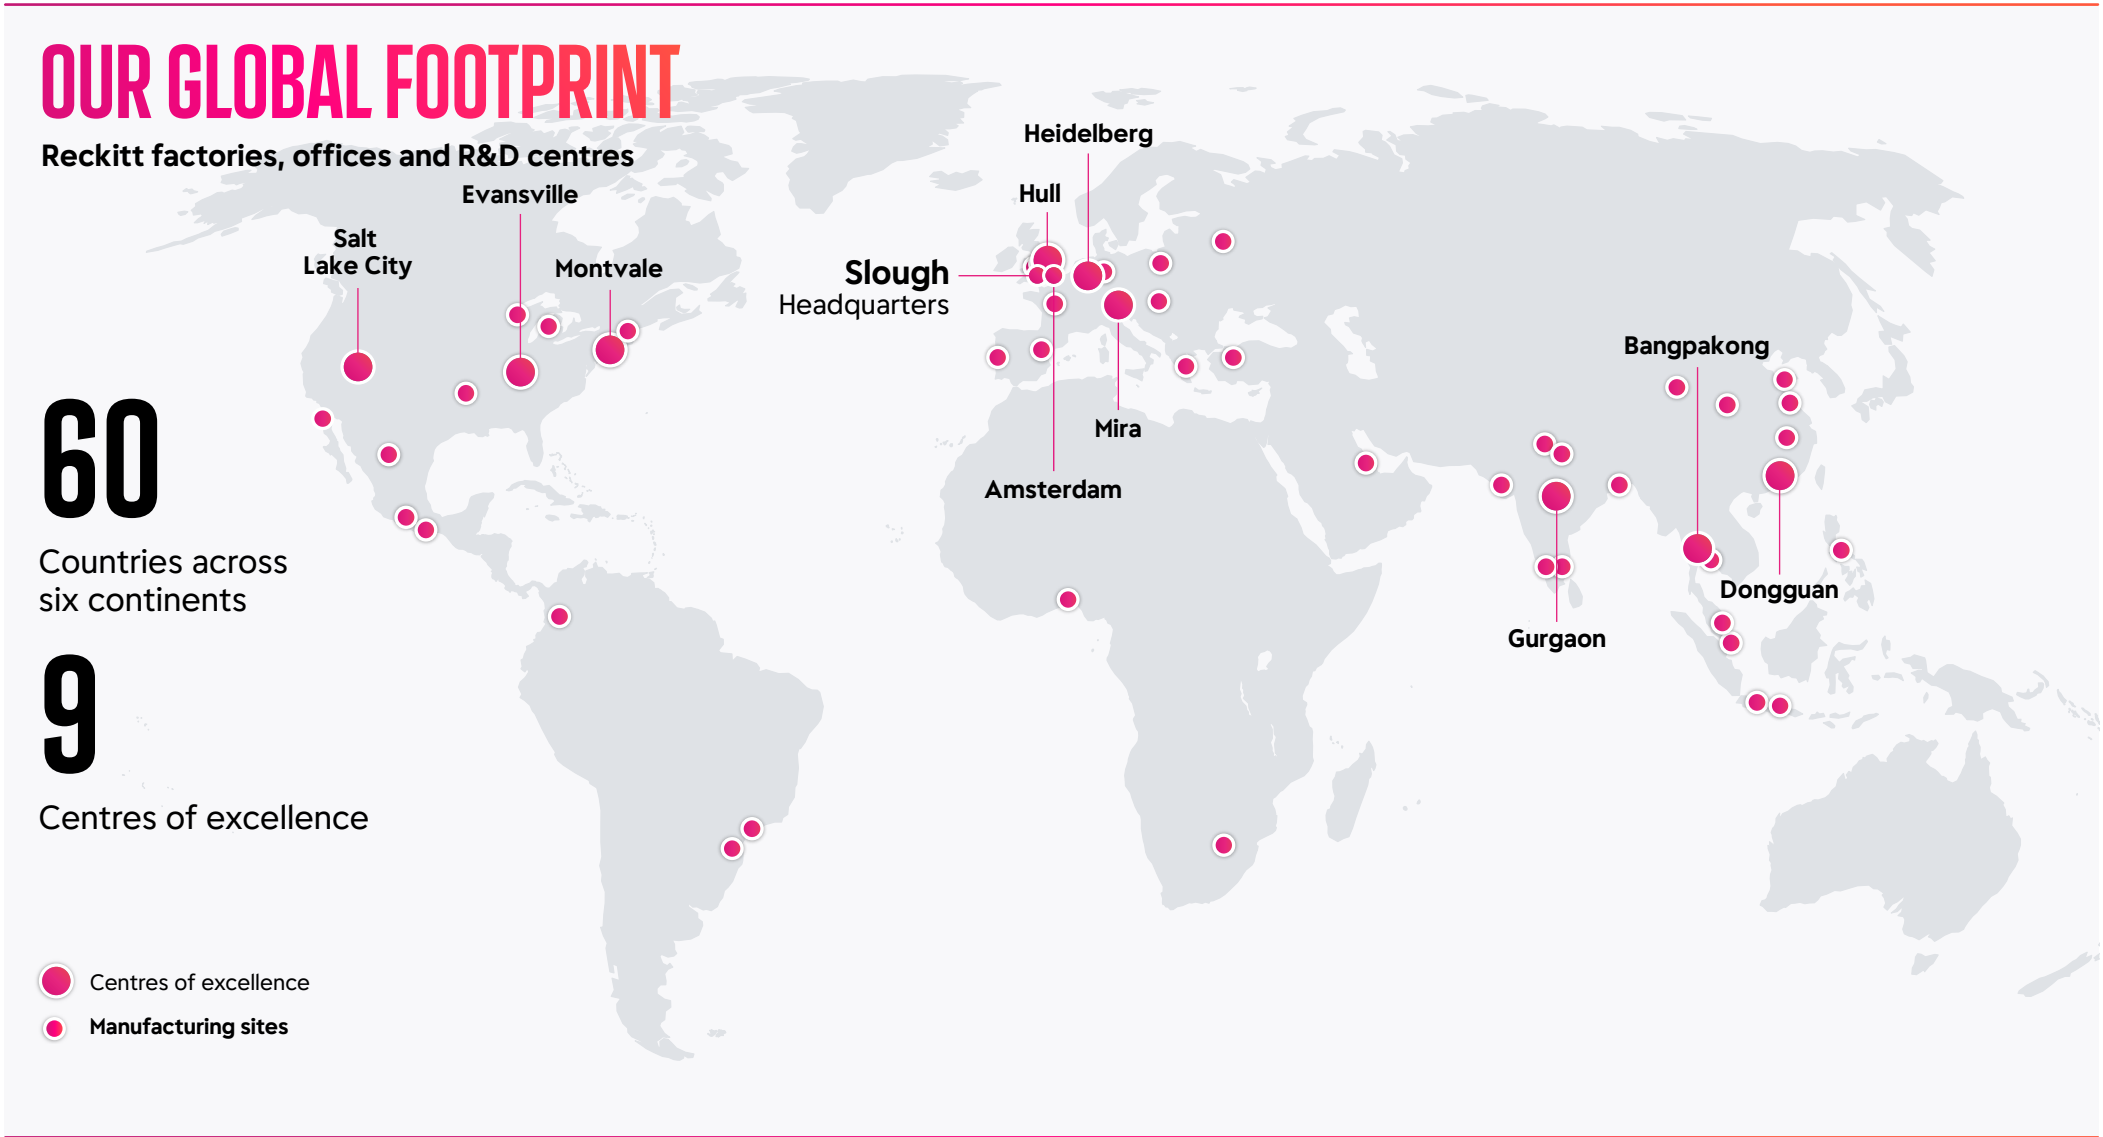 OUR GLOBAL FOOTPRINT
Reckitt factories, offices and R&D centres
Heidelberg
Hull
Evansville
Salt
Lake City
Montvale
Slough
Headquarters
Bangpakong
Mira
Amsterdam
Dongguan
Gurgaon
60
Countries across
six continents
9
Centres of excellence
Centres of excellence
Manufacturing sites